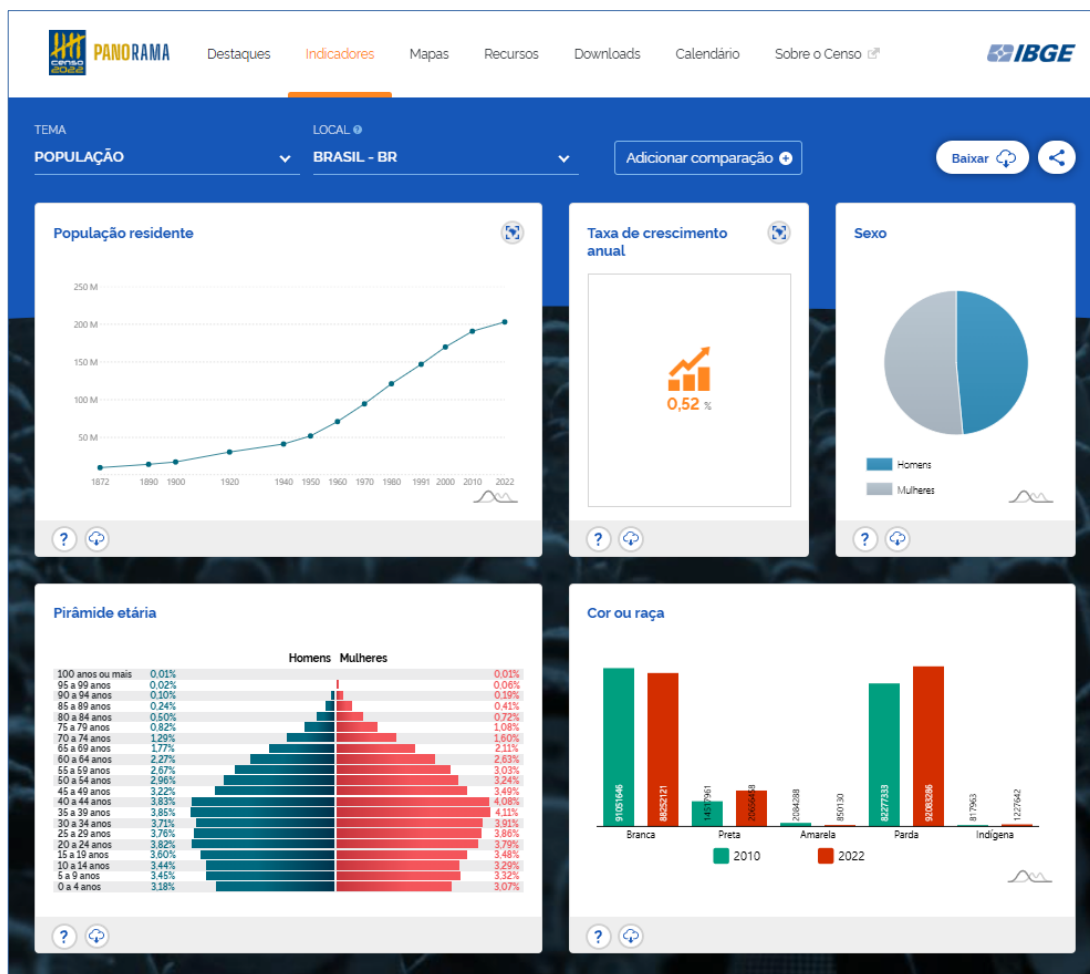 censo
2022
PANORAMA
Destaques
Indicadores
Mapas
Recursos
Downloads
Calendário
Sobre o Censo
IBGE
TEMA
POPULAÇÃO
LOCAL
BRASIL - BR
Adicionar comparação
Baixar
População residente
250 M
200 M
150 M
100 M
50 M
1872 1890 1900 1920 1940 1950 1960 1970 1980 1991 2000 2010 2022
?
Taxa de crescimento
anual
0,52 %
?
Sexo
Homens
Mulheres
?
Pirâmide etária
Homens Mulheres
100 anos ou mais 0,01% 0,01%
95 a 99 anos 0,02% 0,06%
90 a 94 anos 0,10% 0,19%
85 a 89 anos 0,24% 0,41%
80 a 84 anos 0,50% 0,72%
75 a 79 anos 0,82% 1,08%
70 a 74 anos 1,29% 1,60%
65 a 69 anos 1,77% 2,11%
60 a 64 anos 2,27% 2,63%
55 a 59 anos 2,67% 3,03%
50 a 54 anos 2,96% 3,24%
45 a 49 anos 3,22% 3,49%
40 a 44 anos 3,83% 4,08%
35 a 39 anos 3,85% 4,11%
30 a 34 anos 3,71% 3,91%
25 a 29 anos 3,76% 3,86%
20 a 24 anos 3,82% 3,79%
15 a 19 anos 3,60% 3,48%
10 a 14 anos 3,44% 3,29%
5 a 9 anos 3,45% 3,32%
0 a 4 anos 3,18% 3,07%
?
Cor ou raça
91051646
88252121
14517961
20656458
2084288
850130
82277333
92083286
817963
1227642
Branca Preta Amarela Parda Indígena
2010 2022
?